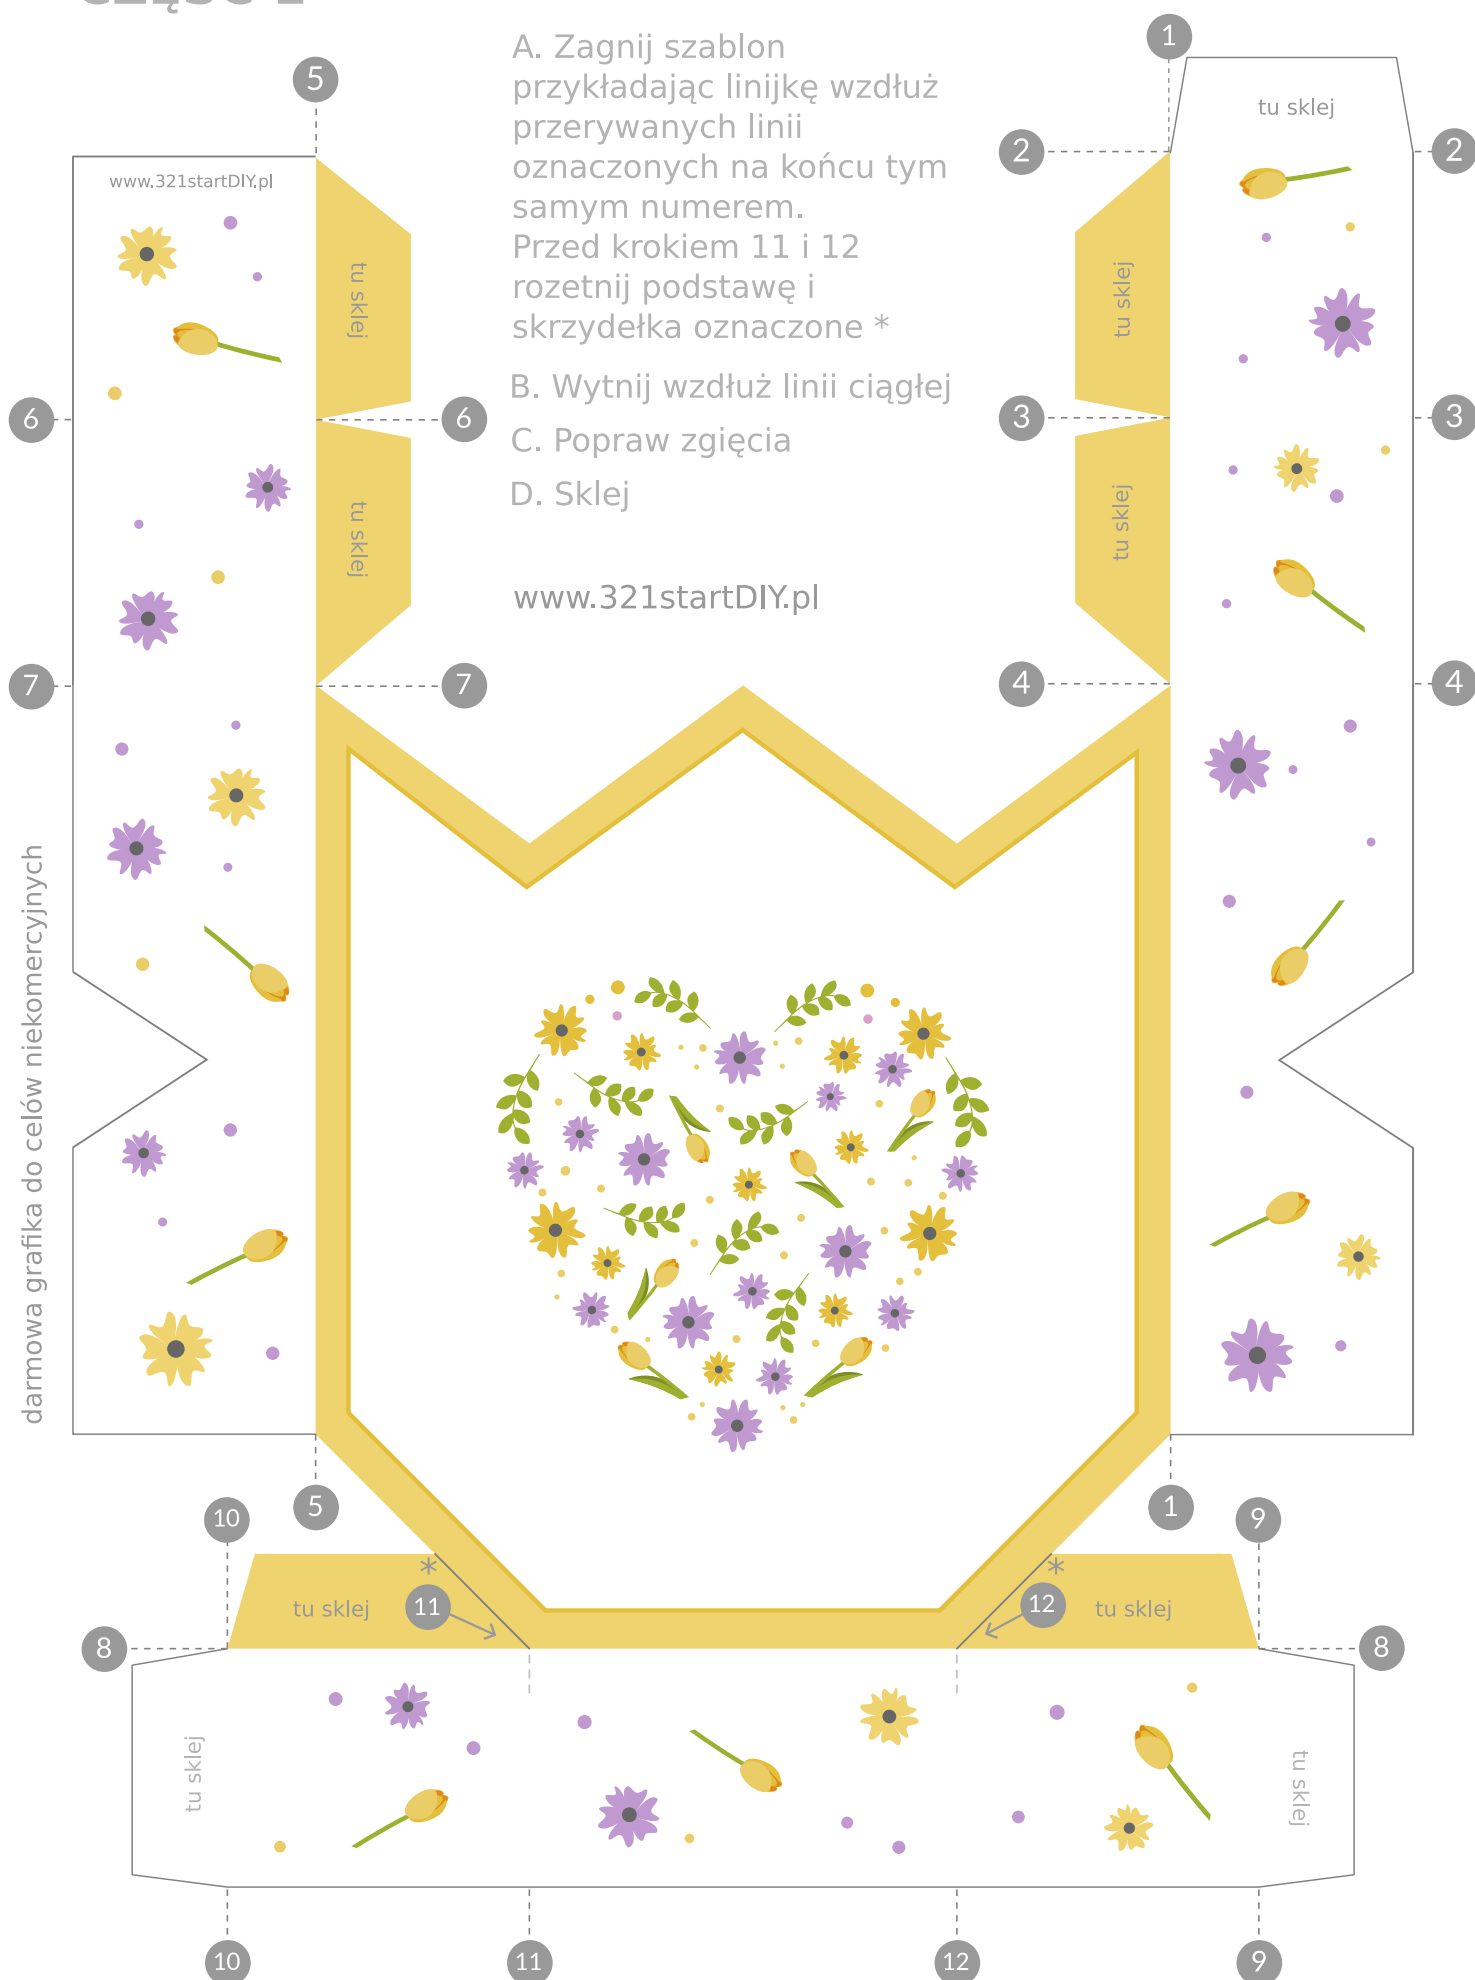 A. Zagnij szablon
przykładając linijkę wzdłuż
przerywanych linii
oznaczonych na końcu tym
samym numerem.
Przed krokiem 11 i 12
rozetnij podstawę i
skrzydełka oznaczone *
B. Wytnij wzdłuż linii ciągłej
C. Popraw zgięcia
D. Sklej
www.321startDIY.pl
1
5
tu sklej
2
2
www.321startDIY.pl
tu sklej
tu sklej
6
6
3
3
tu sklej
tu sklej
7
7
4
4
darmowa grafika do celów niekomercyjnych
10
5
1
9
*
*
tu sklej
11
12
tu sklej
8
8
tu sklej
tu sklej
10
11
12
9